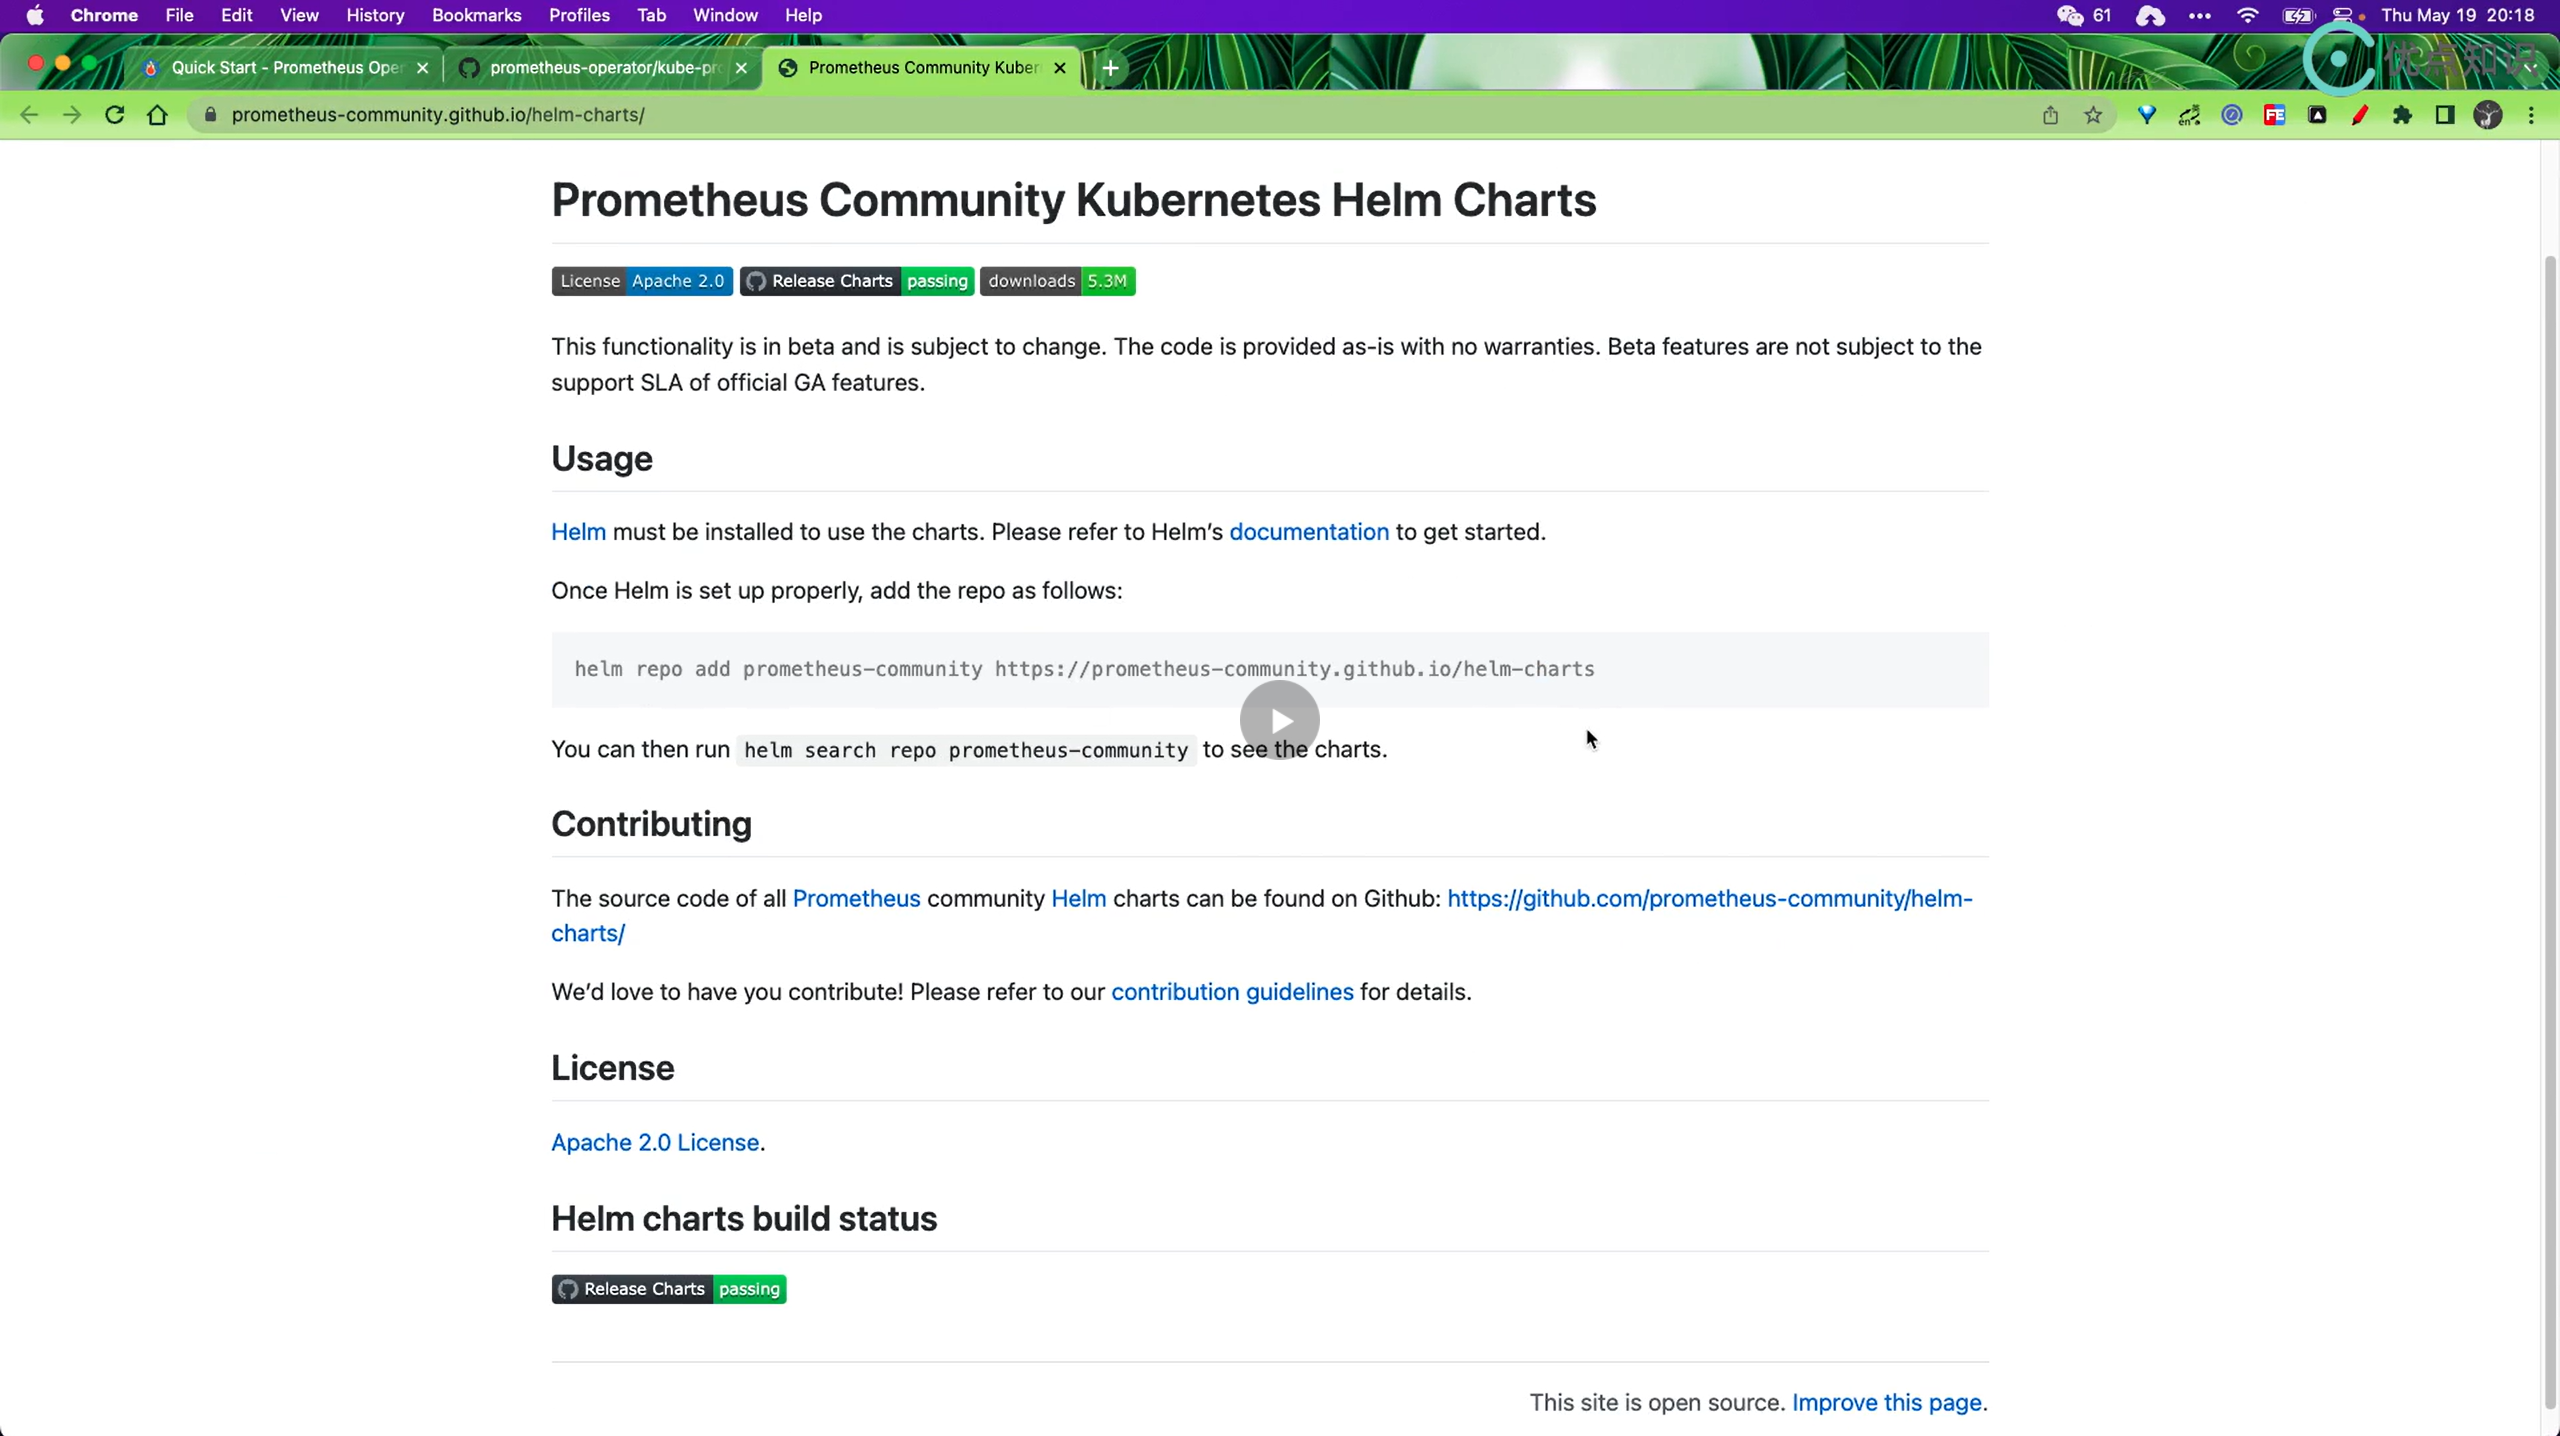 Chrome File Edit View History Bookmarks Profiles Tab Window Help 61 Thu May 19 20:18
Quick Start - Prometheus Oper prometheus-operator/kube-pro Prometheus Community Kuber
优点知识
prometheus-community.github.io/helm-charts/
Prometheus Community Kubernetes Helm Charts
License Apache 2.0 Release Charts passing downloads 5.3M
This functionality is in beta and is subject to change. The code is provided as-is with no warranties. Beta features are not subject to the
support SLA of official GA features.
Usage
Helm must be installed to use the charts. Please refer to Helm’s documentation to get started.
Once Helm is set up properly, add the repo as follows:
helm repo add prometheus-community https://prometheus-community.github.io/helm-charts
You can then run helm search repo prometheus-community to see the charts.
Contributing
The source code of all Prometheus community Helm charts can be found on Github: https://github.com/prometheus-community/helm-
charts/
We’d love to have you contribute! Please refer to our contribution guidelines for details.
License
Apache 2.0 License.
Helm charts build status
Release Charts passing
This site is open source. Improve this page.